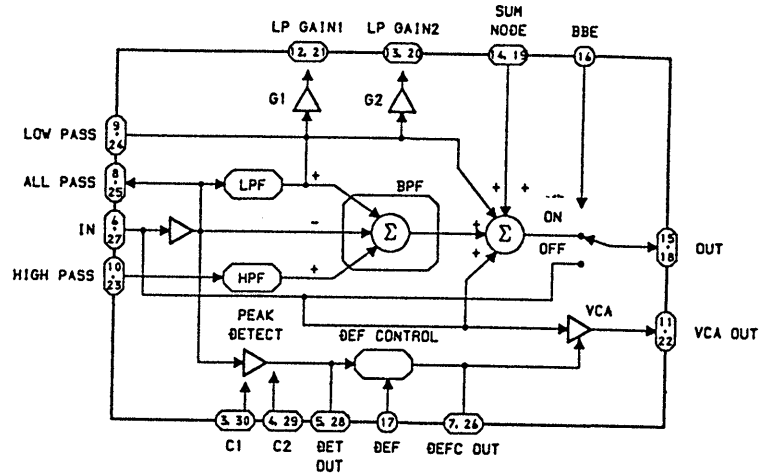 SUM
LP GAIN1 LP GAIN2 NODE BBE
12, 21 13, 20 14, 19 16
G1 G2
LOW PASS 9 • 24
ALL PASS 8 • 25
LPF + BPF + +
IN 6 • 27
- Σ + Σ ON
OFF 15 • 18 OUT
HIGH PASS 10 • 23
HPF + +
PEAK
DETECT DEF CONTROL VCA
11 • 22 VCA OUT
3, 30 4, 29 5, 28 17 7, 26
C1 C2 DET DEF DEFC OUT
OUT